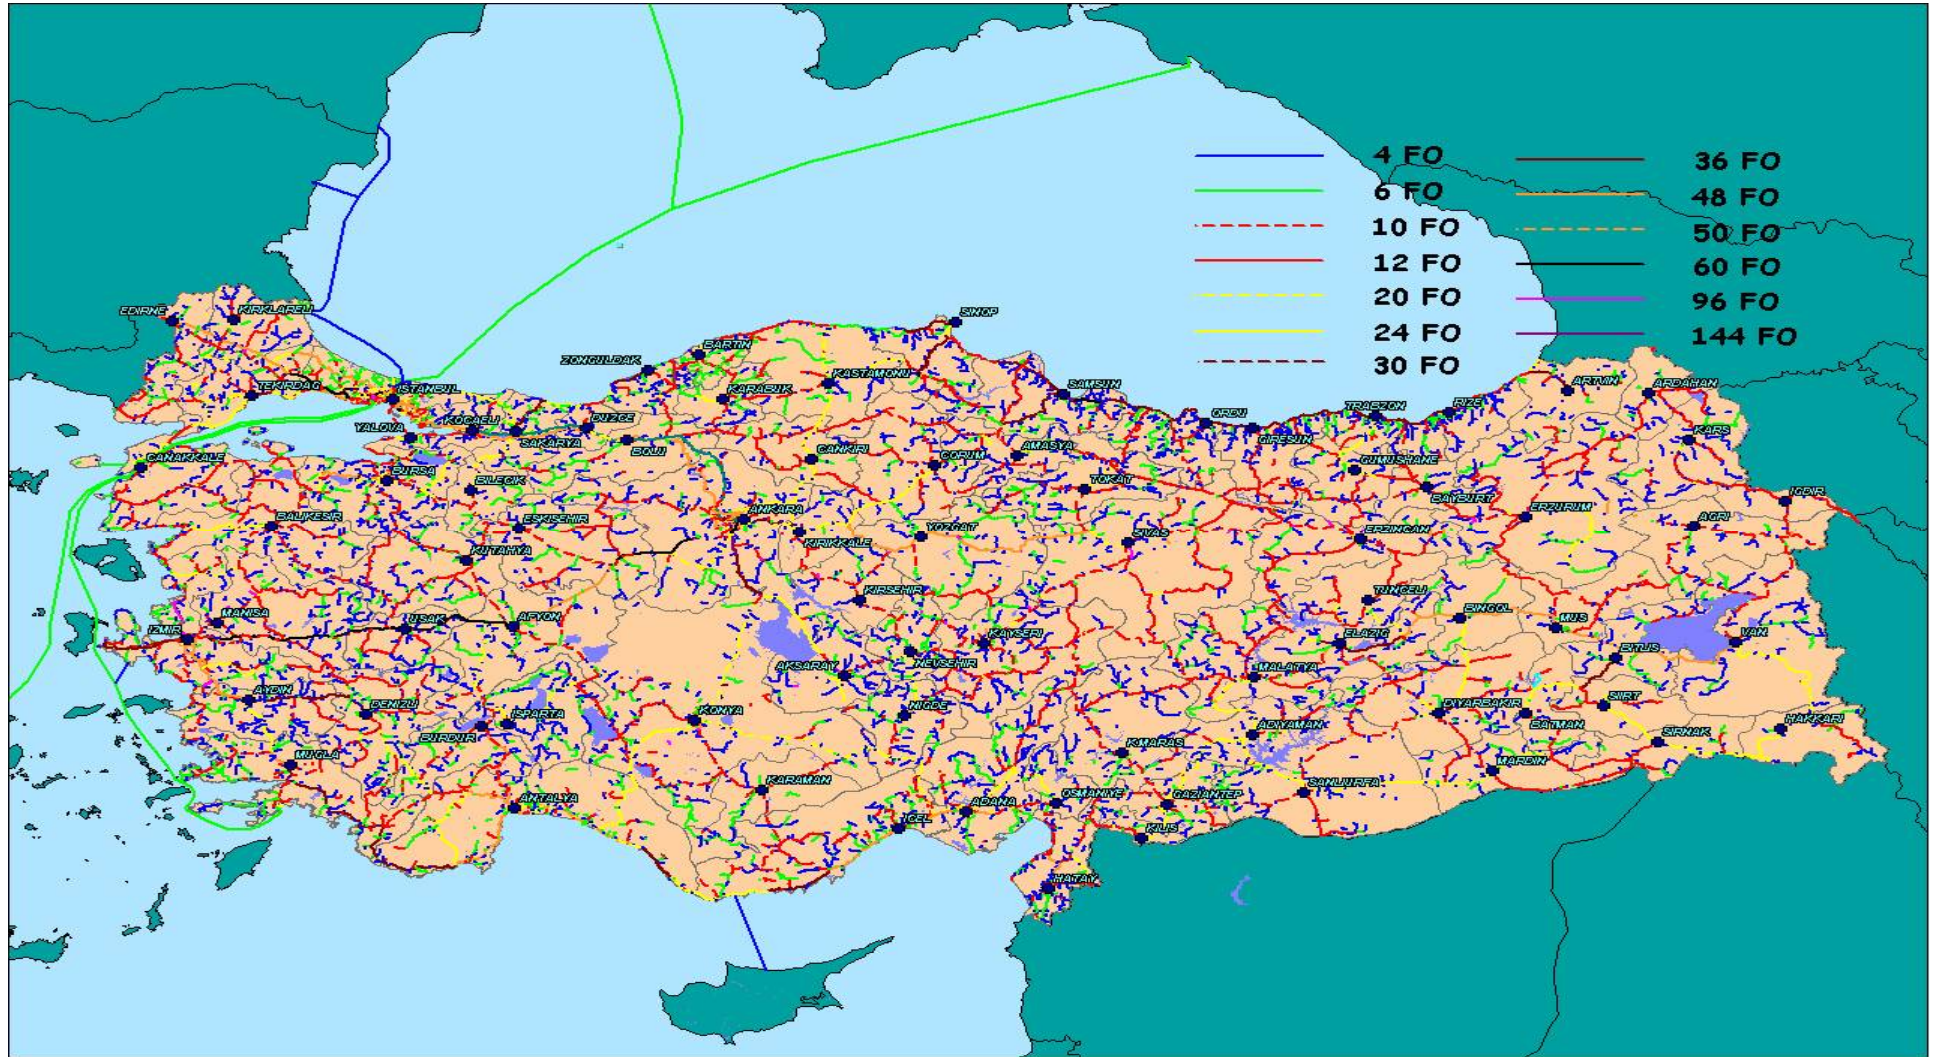 4 FO
36 FO
6 FO
48 FO
10 FO
50 FO
12 FO
60 FO
20 FO
96 FO
24 FO
144 FO
30 FO
EDIRNE
KIRKLARELI
SINOP
BARTIN
ZONGULDAK
TEKIRDAG
ISTANBUL
KARABUK
KASTAMONU
SAMSUN
ARTVIN
ARDAHAN
YALOVA
KOCAELI
SAKARYA
DUZCE
ORDU
GIRESUN
TRABZON
RIZE
BOLU
KARS
CANAKKALE
BURSA
BILECIK
CANKIRI
CORUM
AMASYA
TOKAT
GUMUSHANE
BAYBURT
IGDIR
BALIKESIR
ESKISEHIR
ANKARA
KIRIKKALE
YOZGAT
SIVAS
ERZINCAN
ERZURUM
AGRI
KUTAHYA
KIRSEHIR
TUNCELI
BINGOL
MUS
IZMIR
MANISA
USAK
AFYON
KAYSERI
NEVSEHIR
ELAZIG
BITLIS
VAN
AKSARAY
MALATYA
AYDIN
DENIZLI
BURDUR
ISPARTA
KONYA
NIGDE
ADIYAMAN
DIYARBAKIR
BATMAN
SIIRT
SIRNAK
HAKKARI
MUGLA
KARAMAN
K.MARAS
SANLIURFA
MARDIN
ANTALYA
ICEL
ADANA
OSMANIYE
GAZIANTEP
KILIS
HATAY